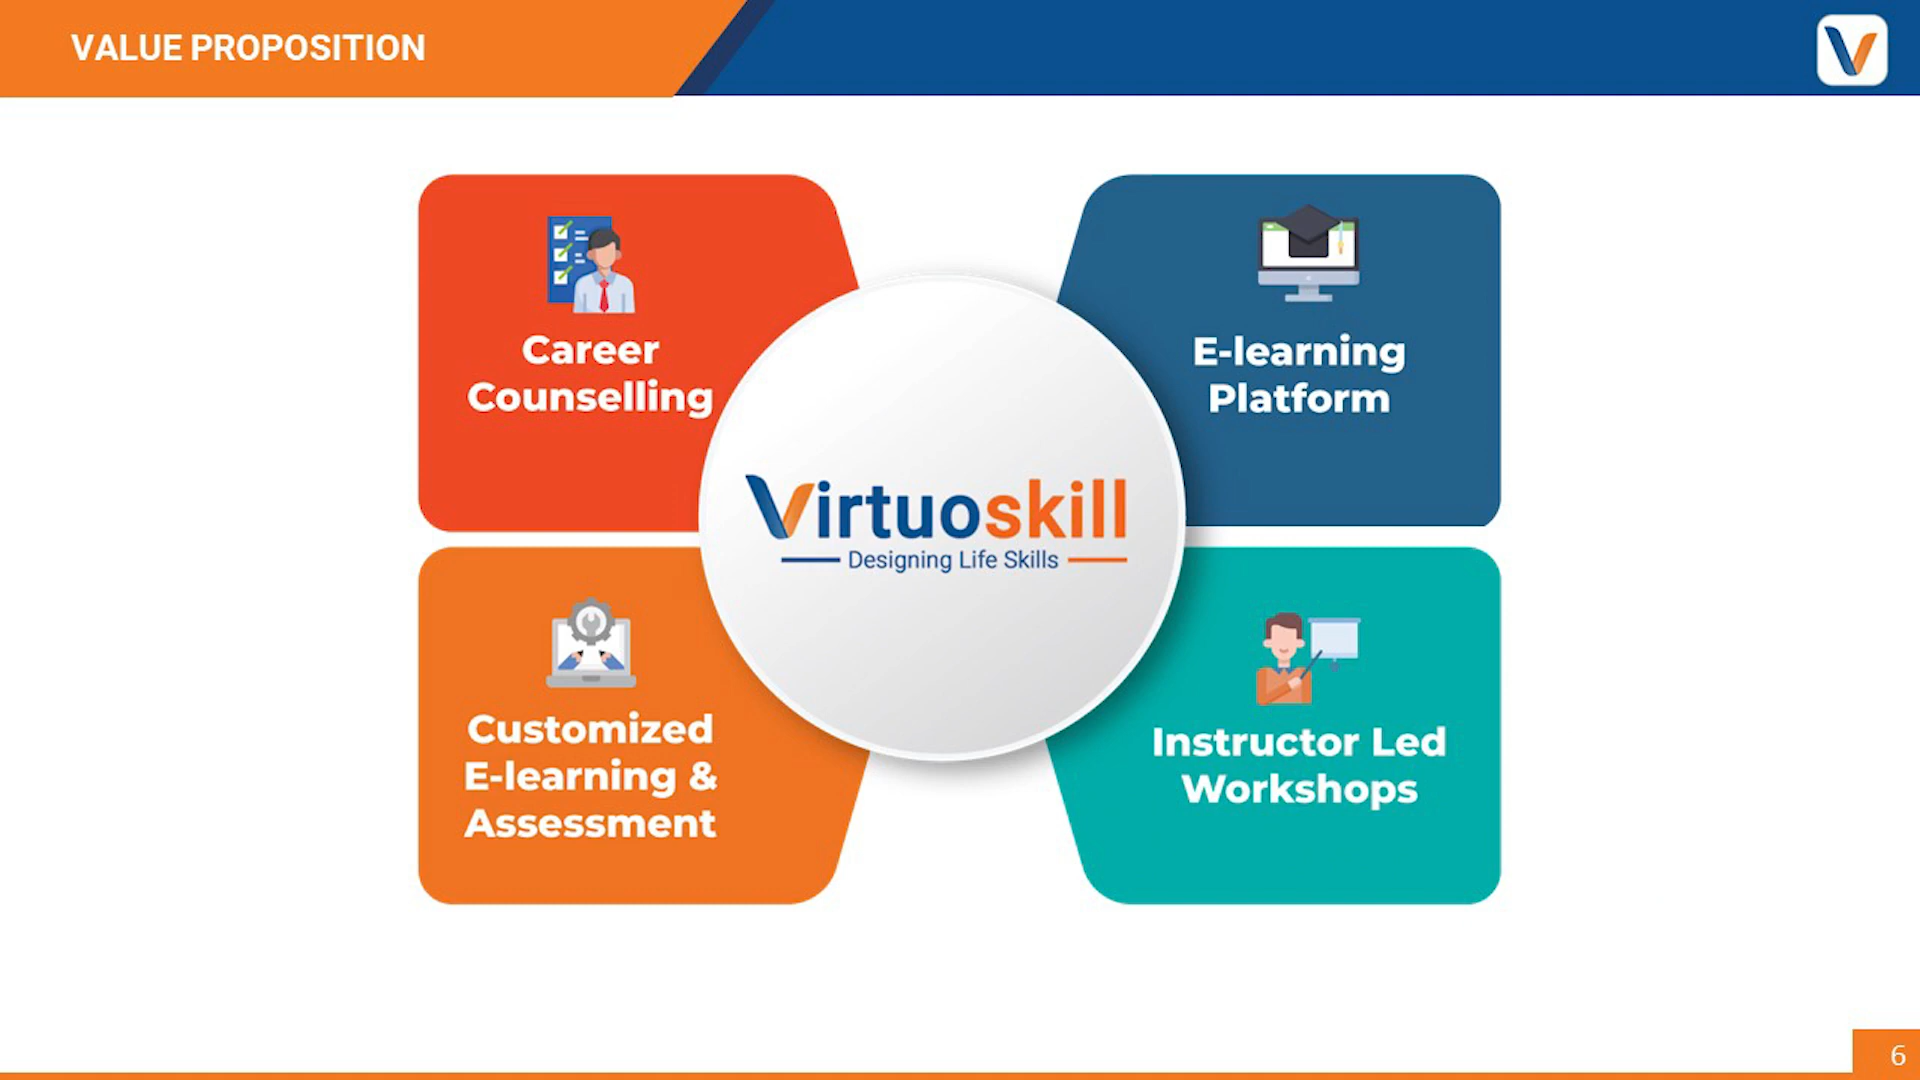 VALUE PROPOSITION
Career
Counselling
E-learning
Platform
Virtuoskill
Designing Life Skills
Customized
E-learning &
Assessment
Instructor Led
Workshops
6